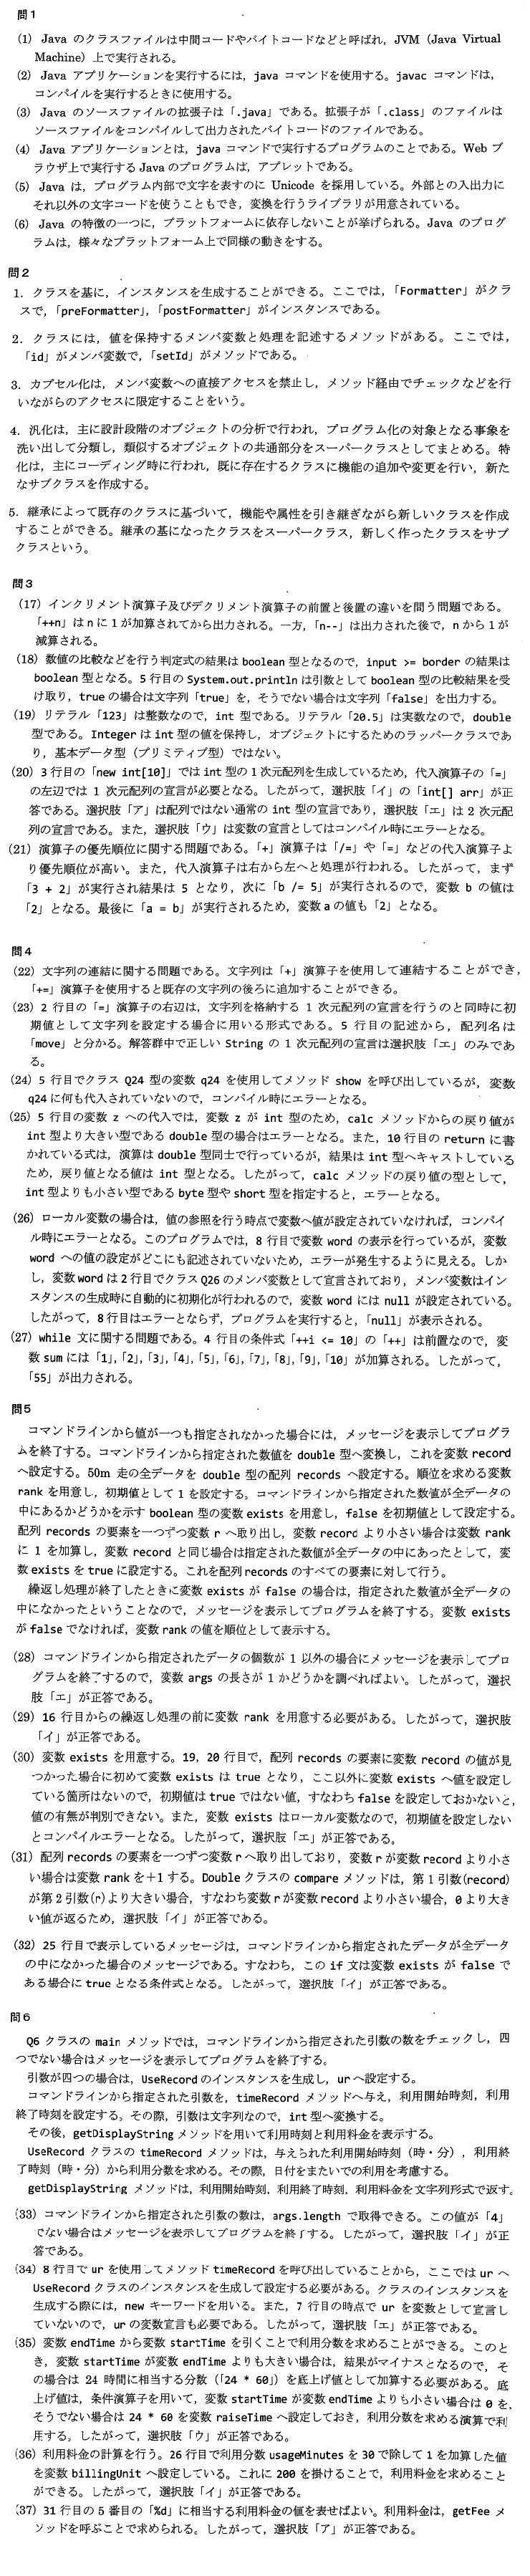 問1
(1) Java のクラスファイルは中間コードやバイトコードなどと呼ばれ，JVM（Java Virtual
Machine）上で実行される。
(2) Java アプリケーションを実行するには，java コマンドを使用する。javac コマンドは，
コンパイルを実行するときに使用する。
(3) Java のソースファイルの拡張子は「.java」である。拡張子が「.class」のファイルは
ソースファイルをコンパイルして出力されたバイトコードのファイルである。
(4) Java アプリケーションとは，java コマンドで実行するプログラムのことである。Web ブ
ラウザ上で実行する Java のプログラムは，アプレットである。
(5) Java は，プログラム内部で文字を表すのに Unicode を採用している。外部との入出力に
それ以外の文字コードを使うこともでき，変換を行うライブラリが用意されている。
(6) Java の特徴の一つに，プラットフォームに依存しないことが挙げられる。Java のプログ
ラムは，様々なプラットフォーム上で同様の動きをする。
問2
1．クラスを基に，インスタンスを生成することができる。ここでは，「Formatter」がクラ
スで，「preFormatter」，「postFormatter」がインスタンスである。
2．クラスには，値を保持するメンバ変数と処理を記述するメソッドがある。ここでは，
「id」がメンバ変数で，「setId」がメソッドである。
3．カプセル化は，メンバ変数への直接アクセスを禁止し，メソッド経由でチェックなどを行
いながらのアクセスに限定することをいう。
4．汎化は，主に設計段階のオブジェクトの分析で行われ，プログラム化の対象となる事象を
洗い出して分類し，類似するオブジェクトの共通部分をスーパークラスとしてまとめる。特
化は，主にコーディング時に行われ，既に存在するクラスに機能の追加や変更を行い，新た
なサブクラスを作成する。
5．継承によって既存のクラスに基づいて，機能や属性を引き継ぎながら新しいクラスを作成
することができる。継承の基になったクラスをスーパークラス，新しく作ったクラスをサブ
クラスという。
問3
(17) インクリメント演算子及びデクリメント演算子の前置と後置の違いを問う問題である。
「++n」は n に 1 が加算されてから出力される。一方，「n--」は出力された後で，n から 1 が
減算される。
(18) 数値の比較などを行う判定式の結果は boolean 型となるので，input >= border の結果は
boolean 型となる。5 行目の System.out.println は引数として boolean 型の比較結果を受
け取り，true の場合は文字列「true」を，そうでない場合は文字列「false」を出力する。
(19) リテラル「123」は整数なので，int 型である。リテラル「20.5」は実数なので，double
型である。Integer は int 型の値を保持し，オブジェクトにするためのラッパークラスであ
り，基本データ型（プリミティブ型）ではない。
(20) 3 行目の「new int[10]」では int 型の 1 次元配列を生成しているため，代入演算子の「=」
の左辺では 1 次元配列の宣言が必要となる。したがって，選択肢「イ」の「int[] arr」が正
答である。選択肢「ア」は配列ではない通常の int 型の宣言であり，選択肢「エ」は 2 次元配
列の宣言である。また，選択肢「ウ」は変数の宣言としてはコンパイル時にエラーとなる。
(21) 演算子の優先順位に関する問題である。「+」演算子は「/=」や「=」などの代入演算子よ
り優先順位が高い。また，代入演算子は右から左へと処理が行われる。したがって，まず
「3 + 2」が実行され結果は 5 となり，次に「b /= 5」が実行されるので，変数 b の値は
「2」となる。最後に「a = b」が実行されるため，変数 a の値も「2」となる。
問4
(22) 文字列の連結に関する問題である。文字列は「+」演算子を使用して連結することができ，
「+=」演算子を使用すると既存の文字列の後ろに追加することができる。
(23) 2 行目の「=」演算子の右辺は，文字列を格納する 1 次元配列の宣言を行うのと同時に初
期値として文字列を設定する場合に用いる形式である。5 行目の記述から，配列名は
「move」と分かる。解答群中で正しい String の 1 次元配列の宣言は選択肢「エ」のみであ
る。
(24) 5 行目でクラス Q24 型の変数 q24 を使用してメソッド show を呼び出しているが，変数
q24 に何も代入されていないので，コンパイル時にエラーとなる。
(25) 5 行目の変数 z への代入では，変数 z が int 型のため，calc メソッドからの戻り値が
int 型より大きい型である double 型の場合はエラーとなる。また，10 行目の return に書
かれている式は，演算は double 型同士で行っているが，結果は int 型へキャストしている
ため，戻り値となる値は int 型となる。したがって，calc メソッドの戻り値の型として，
int 型よりも小さい型である byte 型や short 型を指定すると，エラーとなる。
(26) ローカル変数の場合は，値の参照を行う時点で変数へ値が設定されていなければ，コンパイ
ル時にエラーとなる。このプログラムでは，8 行目で変数 word の表示を行っているが，変数
word への値の設定がどこにも記述されていないため，エラーが発生するように見える。しか
し，変数 word は 2 行目でクラス Q26 のメンバ変数として宣言されており，メンバ変数はイン
スタンスの生成時に自動的に初期化が行われるので，変数 word には null が設定されている。
したがって，8 行目はエラーとならず，プログラムを実行すると，「null」が表示される。
(27) while 文に関する問題である。4 行目の条件式「++i <= 10」の「++」は前置なので，変
数 sum には「1」，「2」，「3」，「4」，「5」，「6」，「7」，「8」，「9」，「10」が加算される。したがって，
「55」が出力される。
問5
コマンドラインから値が一つも指定されなかった場合には，メッセージを表示してプログラ
ムを終了する。コマンドラインから指定された数値を double 型へ変換し，これを変数 record
へ設定する。50m 走の全データを double 型の配列 records へ設定する。順位を求める変数
rank を用意し，初期値として 1 を設定する。コマンドラインから指定された数値が全データの
中にあるかどうかを示す boolean 型の変数 exists を用意し，false を初期値として設定する。
配列 records の要素を一つずつ変数 r へ取り出し，変数 record より小さい場合は変数 rank
に 1 を加算し，変数 record と同じ場合は指定された数値が全データの中にあったとして，変
数 exists を true に設定する。これを配列 records のすべての要素に対して行う。
繰返し処理が終了したときに変数 exists が false の場合は，指定された数値が全データの
中になかったということなので，メッセージを表示してプログラムを終了する。変数 exists
が false でなければ，変数 rank の値を順位として表示する。
(28) コマンドラインから指定されたデータの個数が 1 以外の場合にメッセージを表示してプロ
グラムを終了するので，変数 args の長さが 1 かどうかを調べればよい。したがって，選択
肢「エ」が正答である。
(29) 16 行目からの繰返し処理の前に変数 rank を用意する必要がある。したがって，選択肢
「イ」が正答である。
(30) 変数 exists を用意する。19，20 行目で，配列 records の要素に変数 record の値が見
つかった場合に初めて変数 exists は true となり，ここ以外に変数 exists へ値を設定し
ている箇所はないので，初期値は true ではない値，すなわち false を設定しておかないと，
値の有無が判別できない。また，変数 exists はローカル変数なので，初期値を設定しない
とコンパイルエラーとなる。したがって，選択肢「エ」が正答である。
(31) 配列 records の要素を一つずつ変数 r へ取り出しており，変数 r が変数 record より小さ
い場合は変数 rank を＋1 する。Double クラスの compare メソッドは，第 1 引数(record)
が第 2 引数(r)より大きい場合，すなわち変数 r が変数 record より小さい場合，0 より大き
い値が返るため，選択肢「イ」が正答である。
(32) 25 行目で表示しているメッセージは，コマンドラインから指定されたデータが全データ
の中になかった場合のメッセージである。すなわち，この if 文は変数 exists が false で
ある場合に true となる条件式となる。したがって，選択肢「イ」が正答である。
問6
Q6 クラスの main メソッドでは，コマンドラインから指定された引数の数をチェックし，四
つでない場合はメッセージを表示してプログラムを終了する。
引数が四つの場合は，UseRecord のインスタンスを生成し，ur へ設定する。
コマンドラインから指定された引数を，timeRecord メソッドへ与え，利用開始時刻，利用
終了時刻を設定する。その際，引数は文字列なので，int 型へ変換する。
その後，getDisplayString メソッドを用いて利用時刻と利用料金を表示する。
UseRecord クラスの timeRecord メソッドは，与えられた利用開始時刻（時・分），利用終
了時刻（時・分）から利用分数を求める。その際，日付をまたいでの利用を考慮する。
getDisplayString メソッドは，利用開始時刻，利用終了時刻，利用料金を文字列形式で返す。
(33) コマンドラインから指定された引数の数は，args.length で取得できる。この値が「4」
でない場合はメッセージを表示してプログラムを終了する。したがって，選択肢「イ」が正
答である。
(34) 8 行目で ur を使用してメソッド timeRecord を呼び出していることから，ここでは ur へ
UseRecord クラスのインスタンスを生成して設定する必要がある。クラスのインスタンスを
生成する際には，new キーワードを用いる。また，7 行目の時点で ur を変数として宣言し
ていないので，ur の変数宣言も必要である。したがって，選択肢「エ」が正答である。
(35) 変数 endTime から変数 startTime を引くことで利用分数を求めることができる。このと
き，変数 startTime が変数 endTime よりも大きい場合は，結果がマイナスとなるので，そ
の場合は 24 時間に相当する分数（「24 * 60」）を底上げ値として加算する必要がある。底
上げ値は，条件演算子を用いて，変数 startTime が変数 endTime よりも小さい場合は 0 を，
そうでない場合は 24 * 60 を変数 raiseTime へ設定しておき，利用分数を求める演算で利
用する。したがって，選択肢「ウ」が正答である。
(36) 利用料金の計算を行う。26 行目で利用分数 usageMinutes を 30 で除して 1 を加算した値
を変数 billingUnit へ設定している。これに 200 を掛けることで，利用料金を求めること
ができる。したがって，選択肢「イ」が正答である。
(37) 31 行目の 5 番目の「%d」に相当する利用料金の値を表せばよい。利用料金は，getFee メ
ソッドを呼ぶことで求められる。したがって，選択肢「ア」が正答である。